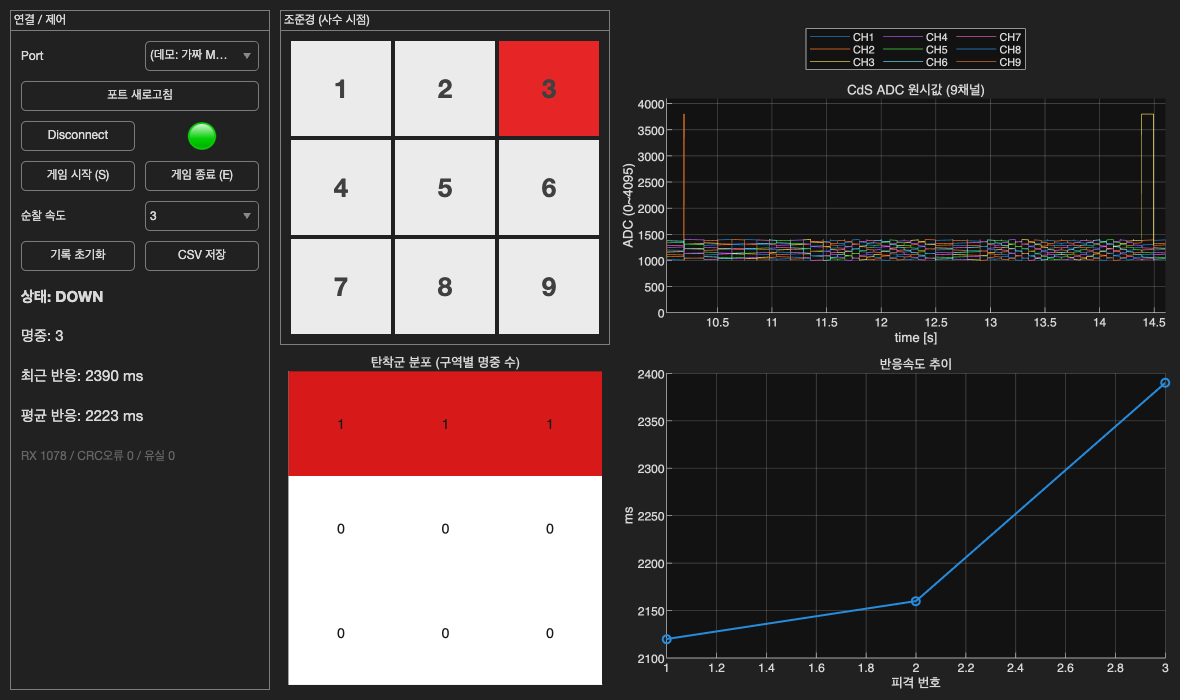 연결 / 제어
Port
(데모: 가짜 M...
포트 새로고침
Disconnect
게임 시작 (S)
게임 종료 (E)
순찰 속도
3
기록 초기화
CSV 저장
상태: DOWN
명중: 3
최근 반응: 2390 ms
평균 반응: 2223 ms
RX 1078 / CRC오류 0 / 유실 0
조준경 (사수 시점)
1 2 3
4 5 6
7 8 9
탄착군 분포 (구역별 명중 수)
1 1 1
0 0 0
0 0 0
CH1 CH4 CH7
CH2 CH5 CH8
CH3 CH6 CH9
CdS ADC 원시값 (9채널)
ADC (0~4095)
4000
3500
3000
2500
2000
1500
1000
500
0
10.5 11 11.5 12 12.5 13 13.5 14 14.5
time [s]
반응속도 추이
ms
2400
2350
2300
2250
2200
2150
2100
1 1.2 1.4 1.6 1.8 2 2.2 2.4 2.6 2.8 3
피격 번호